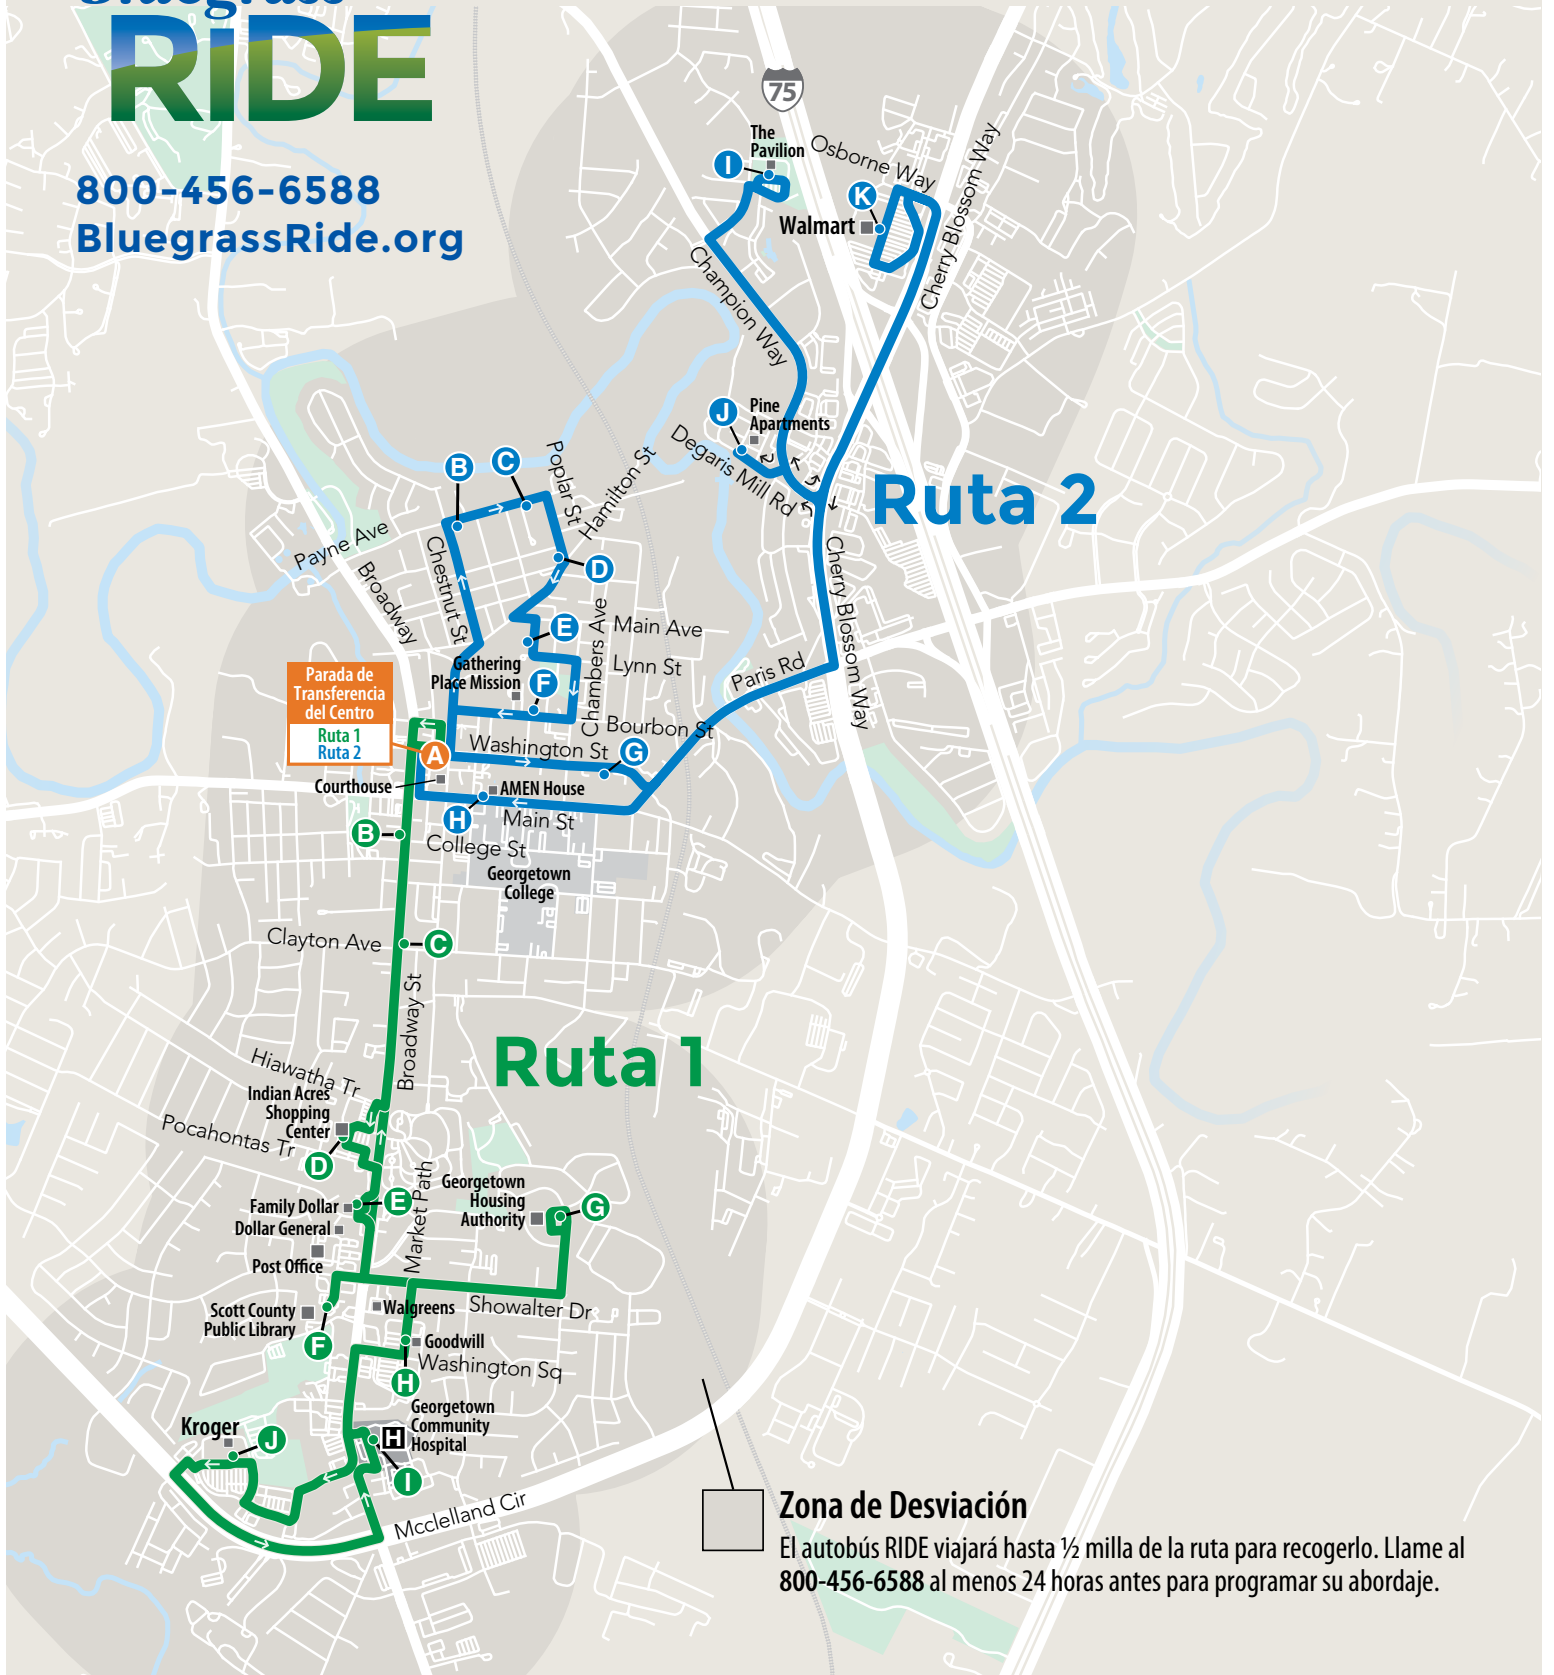 Bluegrass
RIDE
800-456-6588
BluegrassRide.org
75
The
Pavilion
I
Osborne Way
K
Walmart
Cherry Blossom Way
Champion Way
J
Pine
Apartments
Degaris Mill Rd
Ruta 2
B
C
Poplar St
Hamilton St
Payne Ave
Broadway
Chestnut St
D
Cherry Blossom Way
E
Chambers Ave
Main Ave
Lynn St
Gathering
Place Mission
F
Paris Rd
Parada de
Transferencia
del Centro
Ruta 1
Ruta 2
A
Bourbon St
Washington St
G
Courthouse
AMEN House
H
Main St
B
College St
Georgetown
College
Clayton Ave
C
Broadway St
Ruta 1
Hiawatha Tr
Indian Acres
Shopping
Center
Pocahontas Tr
D
Market Path
Georgetown
Housing
Authority
G
Family Dollar
E
Dollar General
Post Office
Scott County
Public Library
F
Walgreens
Showalter Dr
Goodwill
Washington Sq
H
Georgetown
Community
Hospital
H
Kroger
J
I
Mcclelland Cir
Zona de Desviación
El autobús RIDE viajará hasta ½ milla de la ruta para recogerlo. Llame al
800-456-6588 al menos 24 horas antes para programar su abordaje.